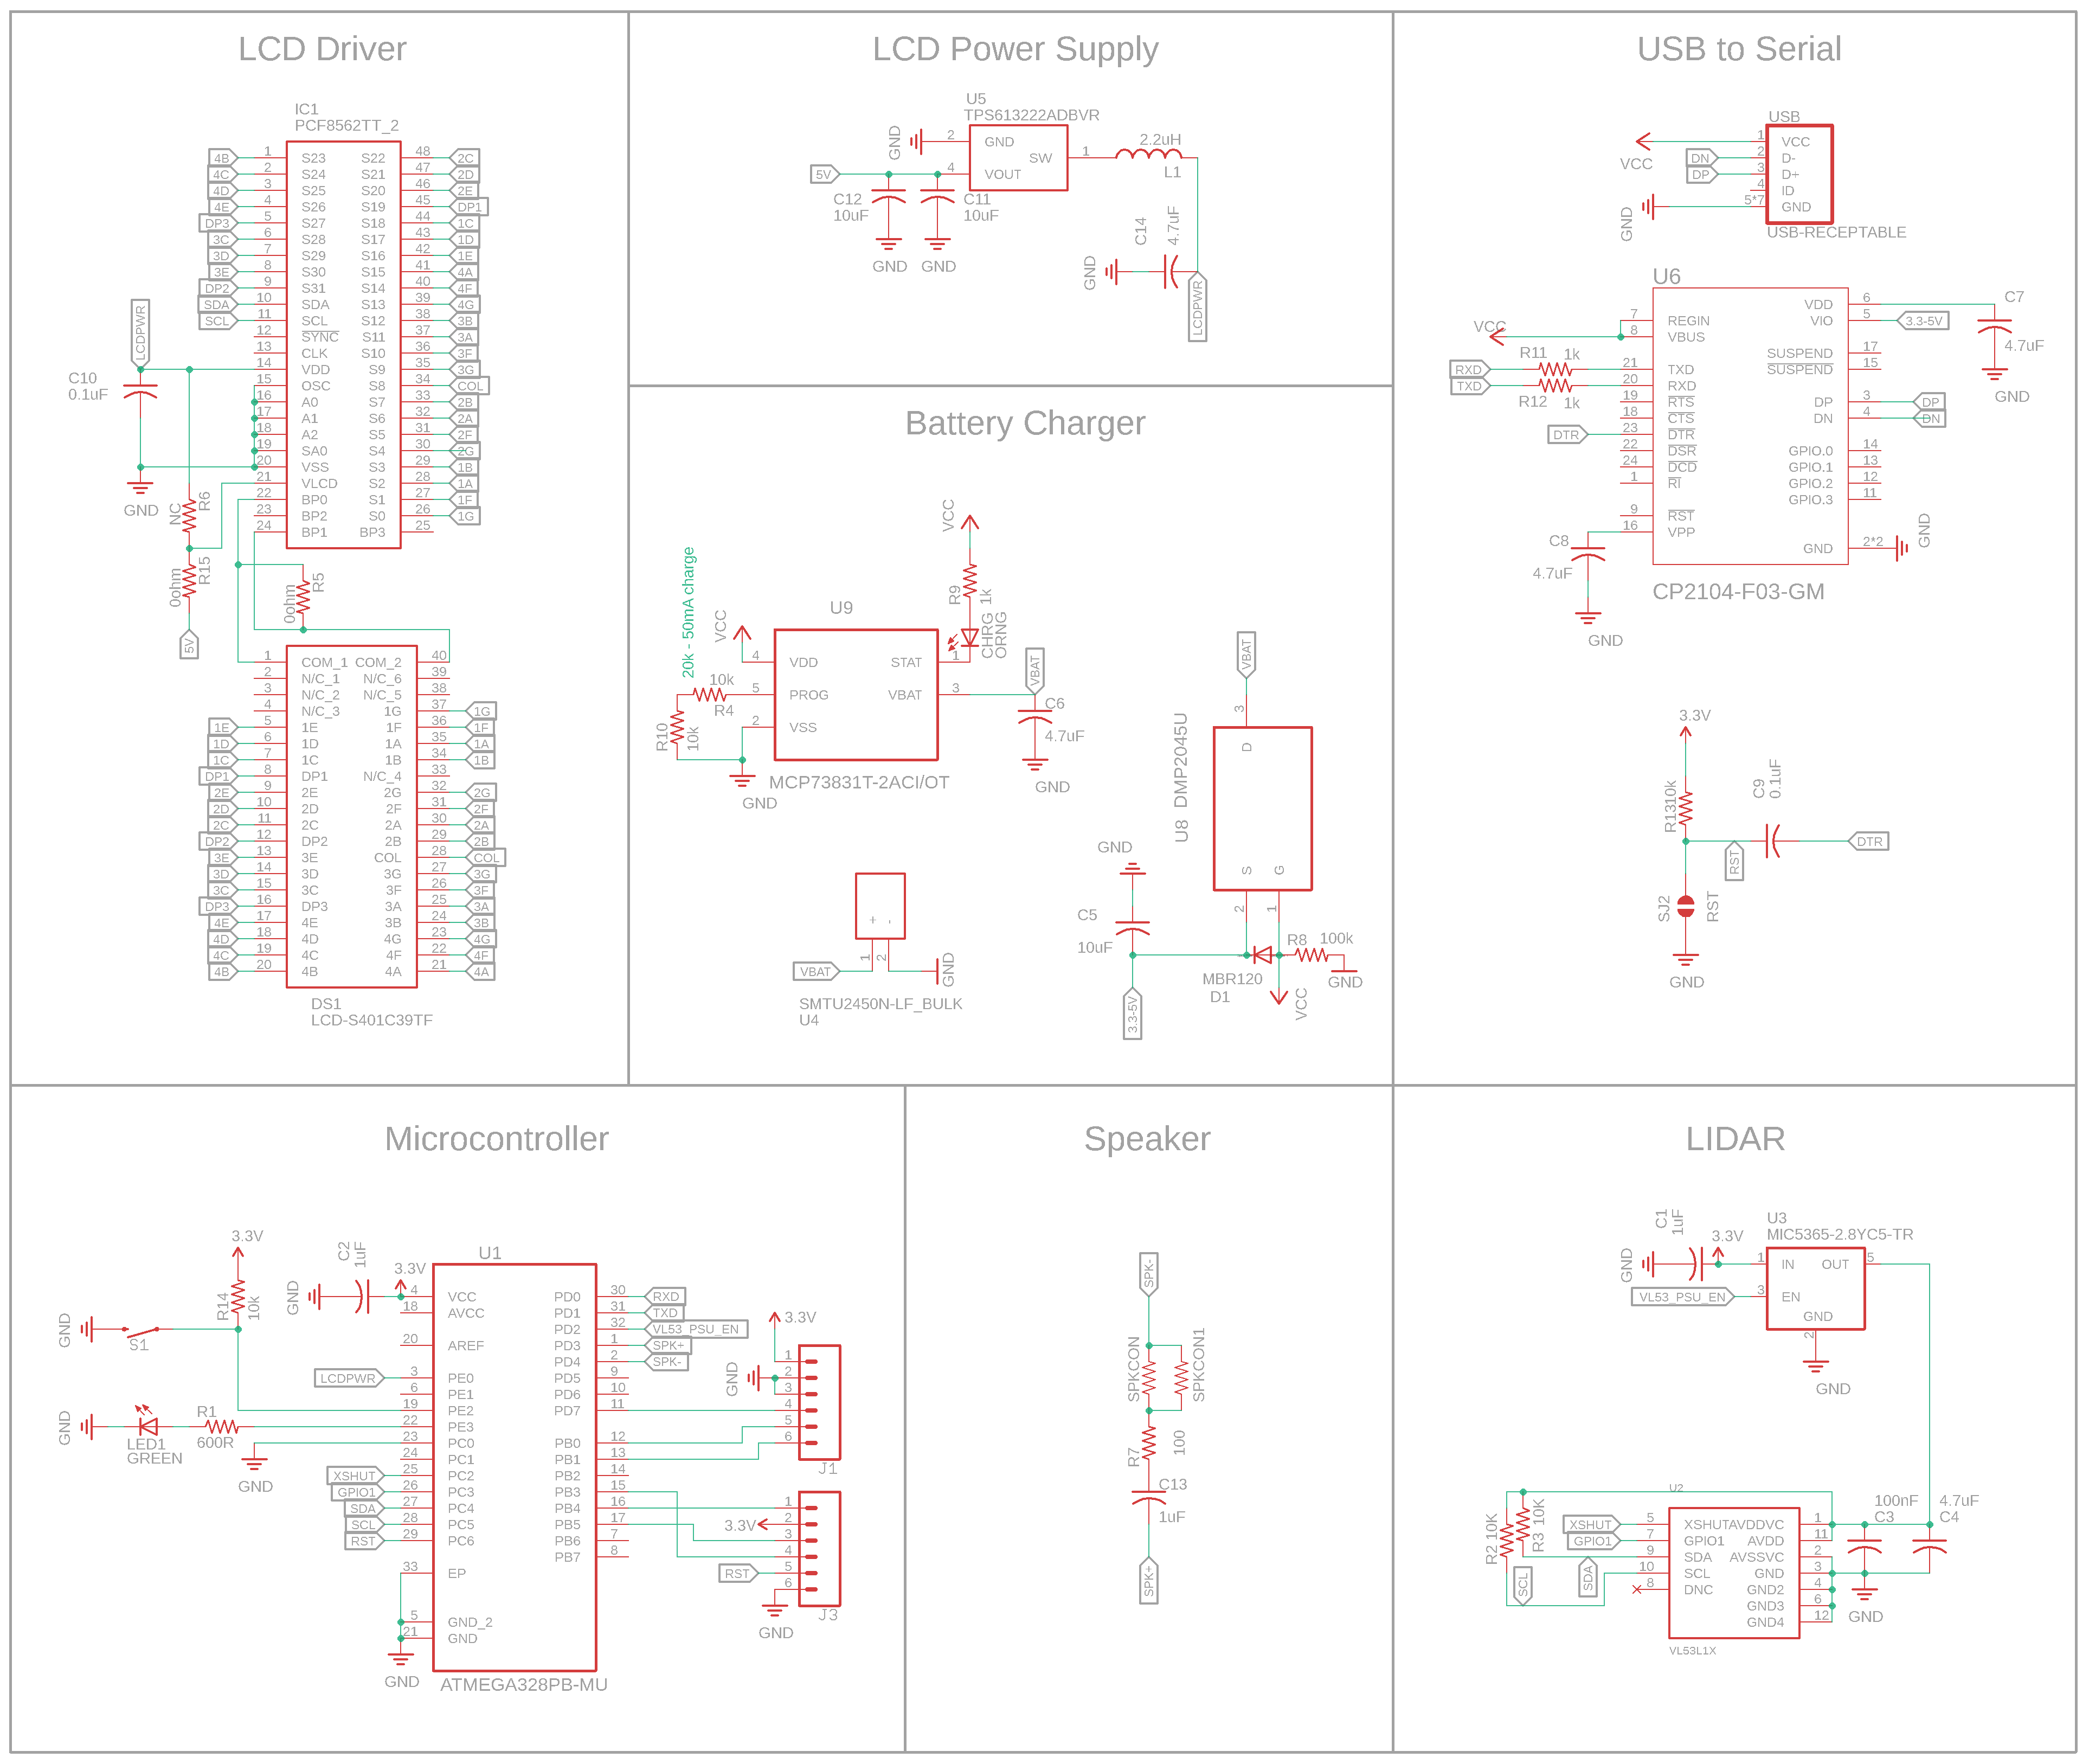 LCD Driver
IC1
PCF8562TT_2
4B 1 S23 S22 48 2C
4C 2 S24 S21 47 2D
4D 3 S25 S20 46 2E
4E 4 S26 S19 45 DP1
DP3 5 S27 S18 44 1C
3C 6 S28 S17 43 1D
3D 7 S29 S16 42 1E
3E 8 S30 S15 41 4A
DP2 9 S31 S14 40 4F
SDA 10 SDA S13 39 4G
SCL 11 SCL S12 38 3B
12 SYNC S11 37 3A
13 CLK S10 36 3F
LCDPWR 14 VDD S9 35 3G
15 OSC S8 34 COL
16 A0 S7 33 2B
17 A1 S6 32 2A
18 A2 S5 31 2F
19 SA0 S4 30 2G
20 VSS S3 29 1B
21 VLCD S2 28 1A
22 BP0 S1 27 1F
23 BP2 S0 26 1G
24 BP1 BP3 25
C10
0.1uF
GND
NC R6
0ohm R15
5V
0ohm R5
1 COM_1 COM_2 40
2 N/C_1 N/C_6 39
3 N/C_2 N/C_5 38
4 N/C_3 1G 37 1G
1E 5 1E 1F 36 1F
1D 6 1D 1A 35 1A
1C 7 1C 1B 34 1B
DP1 8 DP1 N/C_4 33
2E 9 2E 2G 32 2G
2D 10 2D 2F 31 2F
2C 11 2C 2A 30 2A
DP2 12 DP2 2B 29 2B
3E 13 3E COL 28 COL
3D 14 3D 3G 27 3G
3C 15 3C 3F 26 3F
DP3 16 DP3 3A 25 3A
4E 17 4E 3B 24 3B
4D 18 4D 4G 23 4G
4C 19 4C 4F 22 4F
4B 20 4B 4A 21 4A
DS1
LCD-S401C39TF
LCD Power Supply
U5
TPS613222ADBVR
GND 2 GND
SW 1
5V 4 VOUT
2.2uH
L1
C12
10uF
C11
10uF
GND GND
C14 4.7uF
GND
LCDPWR
Battery Charger
20k - 50mA charge
U9
VCC 4 VDD STAT 1
5 PROG VBAT 3
2 VSS
MCP73831T-2ACI/OT
10k
R4
R10 10k
GND
VCC
R9 1k
CHRG
ORNG
VBAT
C6
4.7uF
GND
SMTU2450N-LF_BULK
U4
+ -
1 2
VBAT GND
VBAT
3
D
U8 DMP2045U
S G
2 1
GND
C5
10uF
3.3-5V
MBR120
D1
R8 100k
GND
VCC
USB to Serial
USB
VCC 1 VCC
DN 2 D-
DP 3 D+
4 ID
GND 5*7 GND
USB-RECEPTABLE
U6
7 REGIN VDD 6
VCC 8 VBUS VIO 5 3.3-5V
RXD R11 1k 21 TXD SUSPEND 17
TXD R12 1k 20 RXD SUSPEND 15
19 RTS DP 3 DP
18 CTS DN 4 DN
DTR 23 DTR
22 DSR GPIO.0 14
24 DCD GPIO.1 13
1 RI GPIO.2 12
GPIO.3 11
9 RST
16 VPP
GND 2*2 GND
CP2104-F03-GM
C7
4.7uF
GND
C8
4.7uF
GND
3.3V
R13 10k
C9 0.1uF
RST
DTR
SJ2 RST
GND
Microcontroller
U1
4 VCC PD0 30 RXD
18 AVCC PD1 31 TXD
PD2 32 VL53_PSU_EN
20 AREF PD3 1 SPK+
PD4 2 SPK-
LCDPWR 3 PE0 PD5 9
6 PE1 PD6 10
19 PE2 PD7 11
22 PE3
23 PC0 PB0 12
24 PC1 PB1 13
XSHUT 25 PC2 PB2 14
GPIO1 26 PC3 PB3 15
SDA 27 PC4 PB4 16
SCL 28 PC5 PB5 17
RST 29 PC6 PB6 7
PB7 8
33 EP
5 GND_2
21 GND
GND
ATMEGA328PB-MU
3.3V
R14 10k
GND S1
C2 1uF
GND
3.3V
GND
LED1
GREEN
R1
600R
GND
3.3V
GND
1
2
3
4
5
6
J1
1
3.3V 2
3
4
RST 5
6
J3
GND
Speaker
SPK-
SPKCON
SPKCON1
R7 100
C13
1uF
SPK+
LIDAR
U3
MIC5365-2.8YC5-TR
C1 1uF
GND
3.3V
1 IN OUT 5
VL53_PSU_EN 3 EN
GND
2
GND
U2
XSHUT 5 XSHUT AVDDVC 1
GPIO1 7 GPIO1 AVDD 11
9 SDA AVSSVC 2
10 SCL GND 3
8 DNC GND2 4
GND3 6
GND4 12
VL53L1X
R2 10K
R3 10K
SCL
SDA
100nF
C3
4.7uF
C4
GND